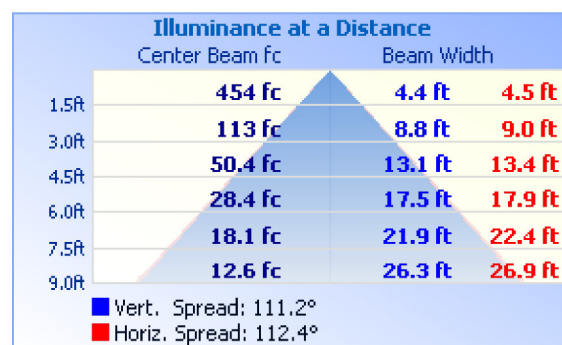 Illuminance at a Distance
Center Beam fc Beam Width
1.5ft 454 fc 4.4 ft 4.5 ft
3.0ft 113 fc 8.8 ft 9.0 ft
4.5ft 50.4 fc 13.1 ft 13.4 ft
6.0ft 28.4 fc 17.5 ft 17.9 ft
7.5ft 18.1 fc 21.9 ft 22.4 ft
9.0ft 12.6 fc 26.3 ft 26.9 ft
Vert. Spread: 111.2°
Horiz. Spread: 112.4°